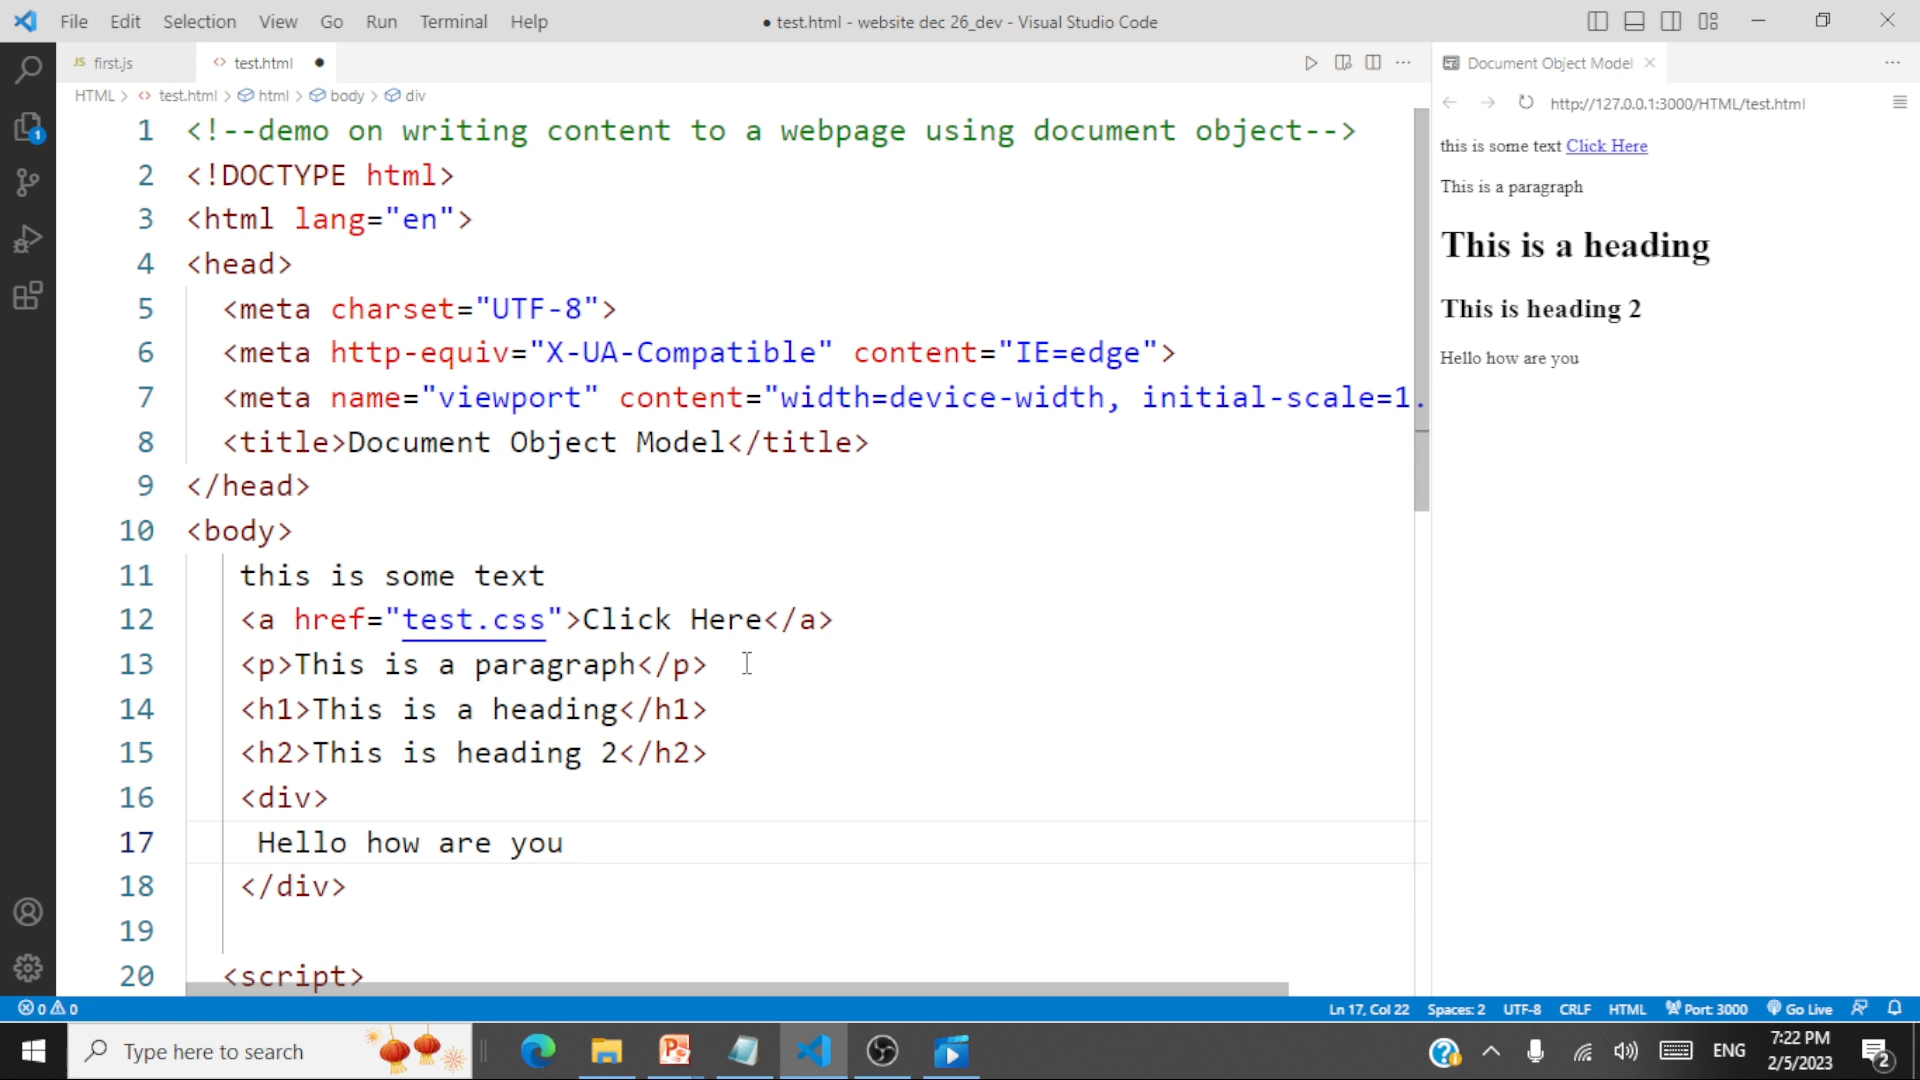 File Edit Selection View Go Run Terminal Help
● test.html - website dec 26_dev - Visual Studio Code
JS first.js
<> test.html ●
Document Object Model
HTML > <> test.html > html > body > div
http://127.0.0.1:3000/HTML/test.html
1 <!--demo on writing content to a webpage using document object-->
2 <!DOCTYPE html>
3 <html lang="en">
4 <head>
5 <meta charset="UTF-8">
6 <meta http-equiv="X-UA-Compatible" content="IE=edge">
7 <meta name="viewport" content="width=device-width, initial-scale=1.
8 <title>Document Object Model</title>
9 </head>
10 <body>
11 this is some text
12 <a href="test.css">Click Here</a>
13 <p>This is a paragraph</p>
14 <h1>This is a heading</h1>
15 <h2>This is heading 2</h2>
16 <div>
17 Hello how are you
18 </div>
19
20 <script>
this is some text Click Here
This is a paragraph
This is a heading
This is heading 2
Hello how are you
1
0 0
Ln 17, Col 22 Spaces: 2 UTF-8 CRLF HTML Port: 3000 Go Live
Type here to search
ENG
7:22 PM
2/5/2023
2